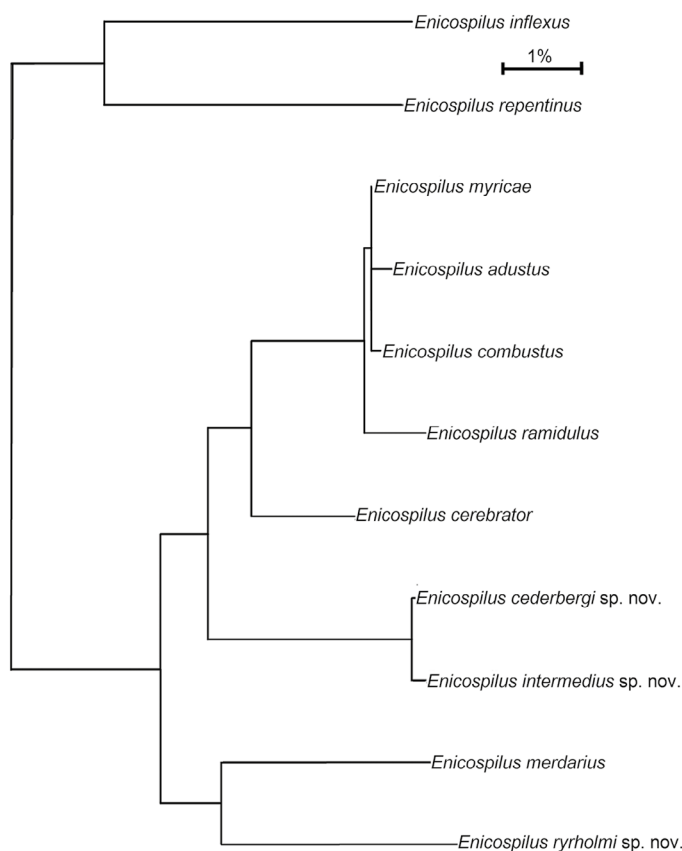 Enicospilus inflexus
1%
Enicospilus repentinus
Enicospilus myricae
Enicospilus adustus
Enicospilus combustus
Enicospilus ramidulus
Enicospilus cerebrator
Enicospilus cederbergi sp. nov.
Enicospilus intermedius sp. nov.
Enicospilus merdarius
Enicospilus ryrholmi sp. nov.